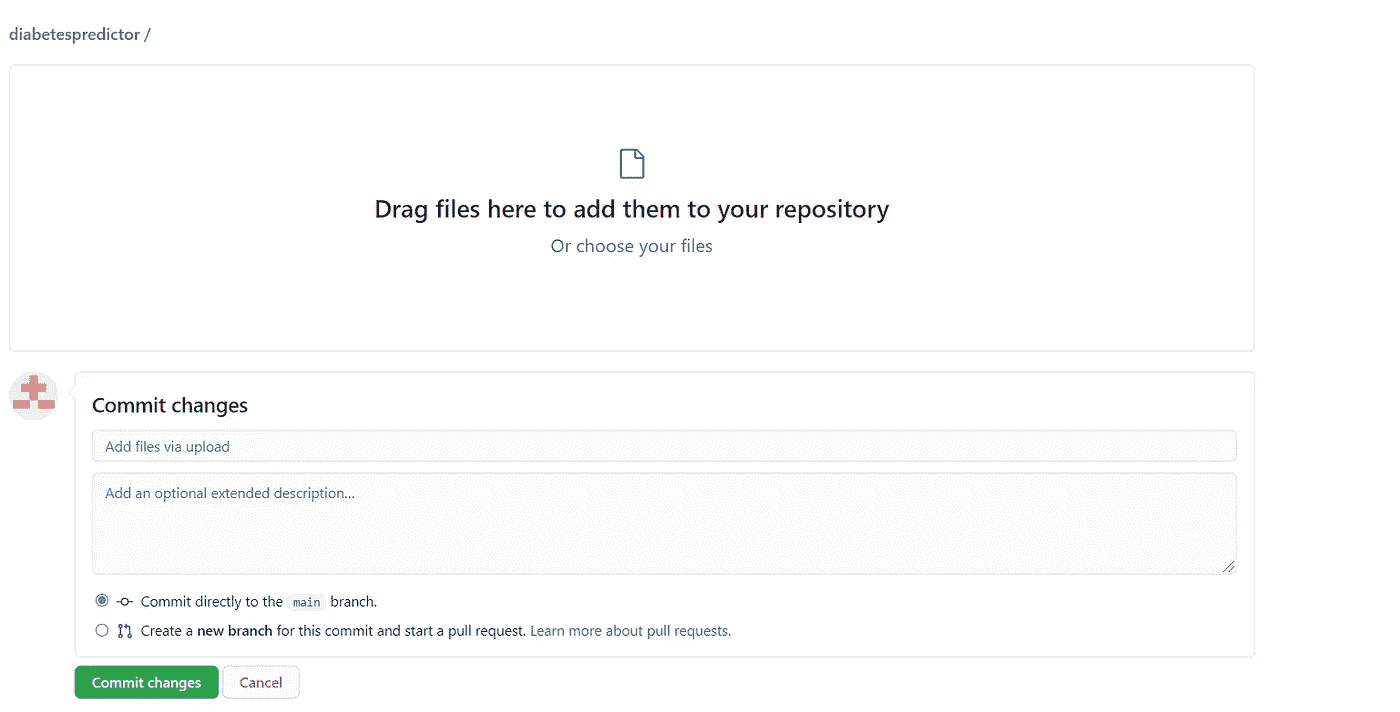 diabetespredictor /
Drag files here to add them to your repository
Or choose your files
Commit changes
Add files via upload
Add an optional extended description...
Commit directly to the main branch.
Create a new branch for this commit and start a pull request. Learn more about pull requests.
Commit changes Cancel